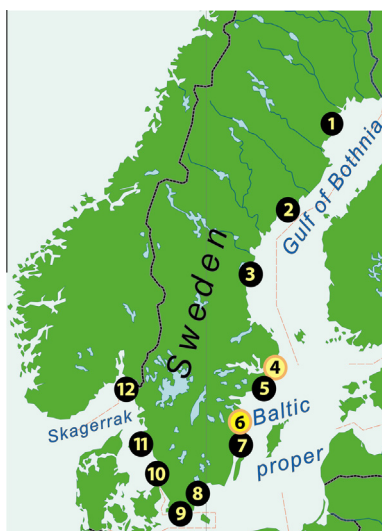 1
Gulf of Bothnia
2
3
Sweden
4
12
5
Baltic
6
Skagerrak
11
7
proper
10
8
9